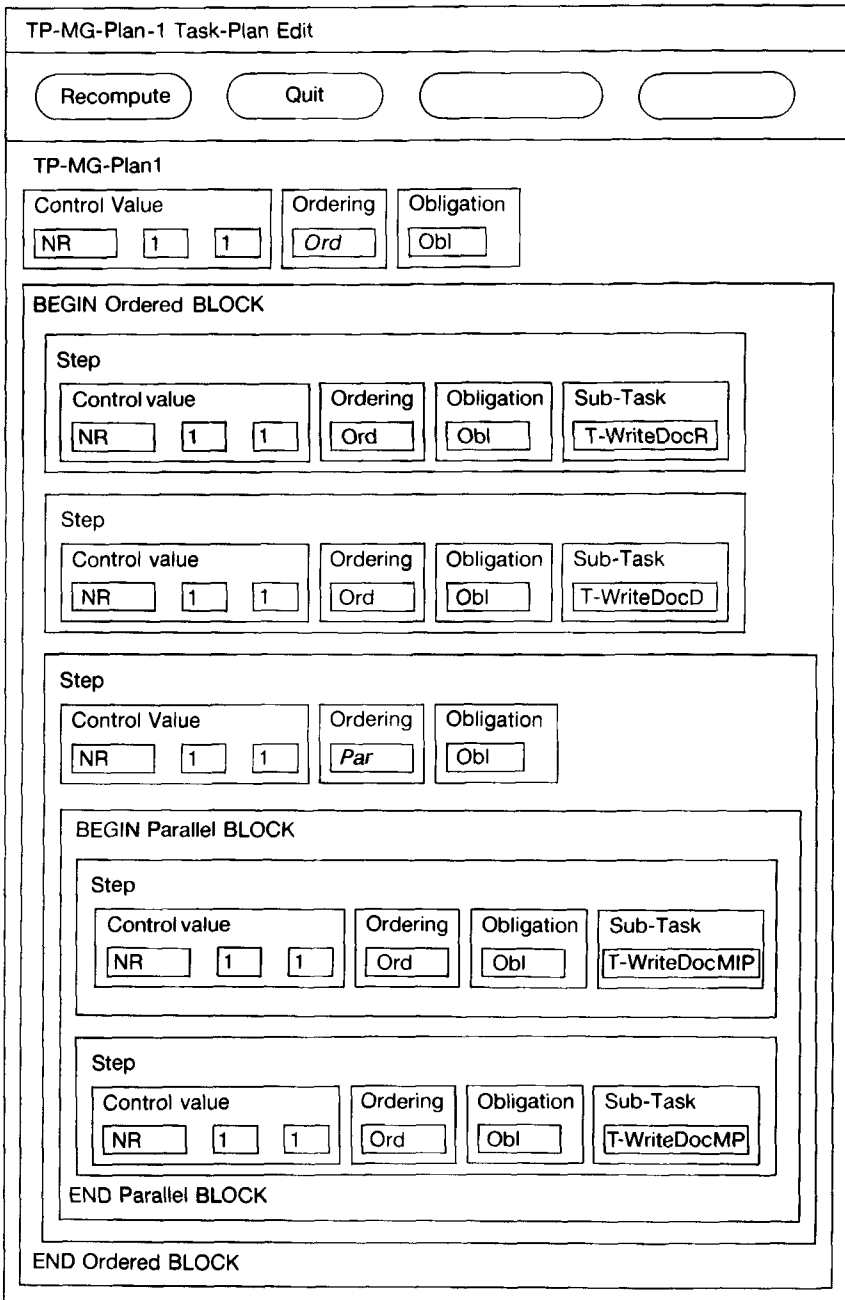 TP-MG-Plan-1 Task-Plan Edit
Recompute Quit
TP-MG-Plan1
Control Value Ordering Obligation
NR 1 1 Ord Obl
BEGIN Ordered BLOCK
Step
Control value Ordering Obligation Sub-Task
NR 1 1 Ord Obl T-WriteDocR
Step
Control value Ordering Obligation Sub-Task
NR 1 1 Ord Obl T-WriteDocD
Step
Control Value Ordering Obligation
NR 1 1 Par Obl
BEGIN Parallel BLOCK
Step
Control value Ordering Obligation Sub-Task
NR 1 1 Ord Obl T-WriteDocMIP
Step
Control value Ordering Obligation Sub-Task
NR 1 1 Ord Obl T-WriteDocMP
END Parallel BLOCK
END Ordered BLOCK